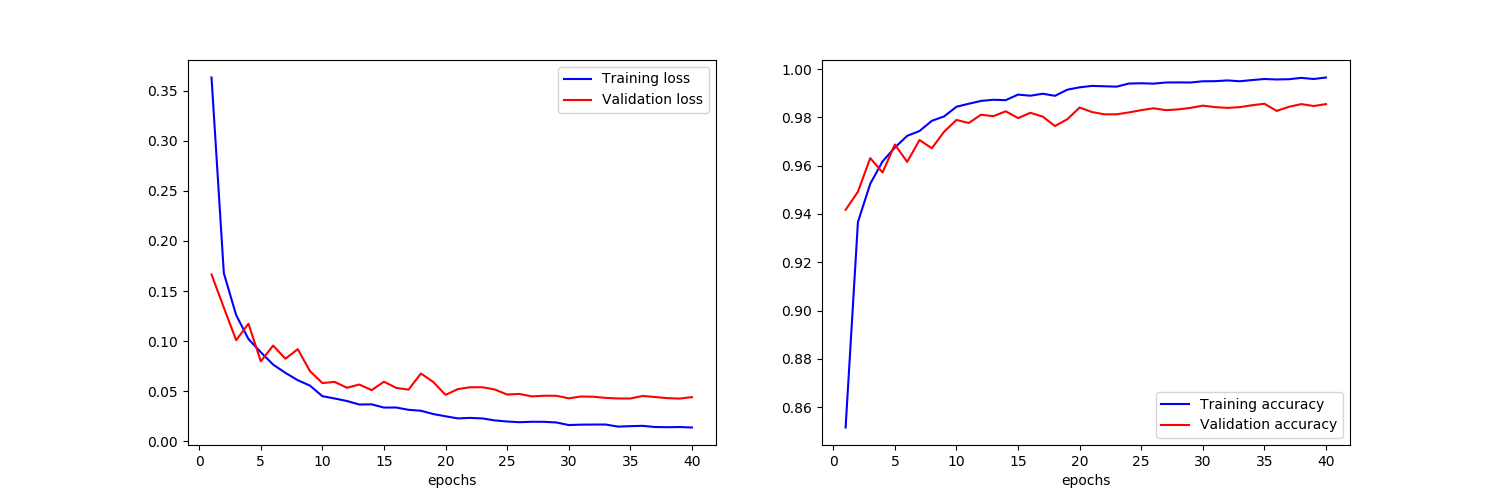 Training loss
Validation loss
0.35
0.30
0.25
0.20
0.15
0.10
0.05
0.00
0 5 10 15 20 25 30 35 40
epochs
1.00
0.98
0.96
0.94
0.92
0.90
0.88
0.86
Training accuracy
Validation accuracy
0 5 10 15 20 25 30 35 40
epochs